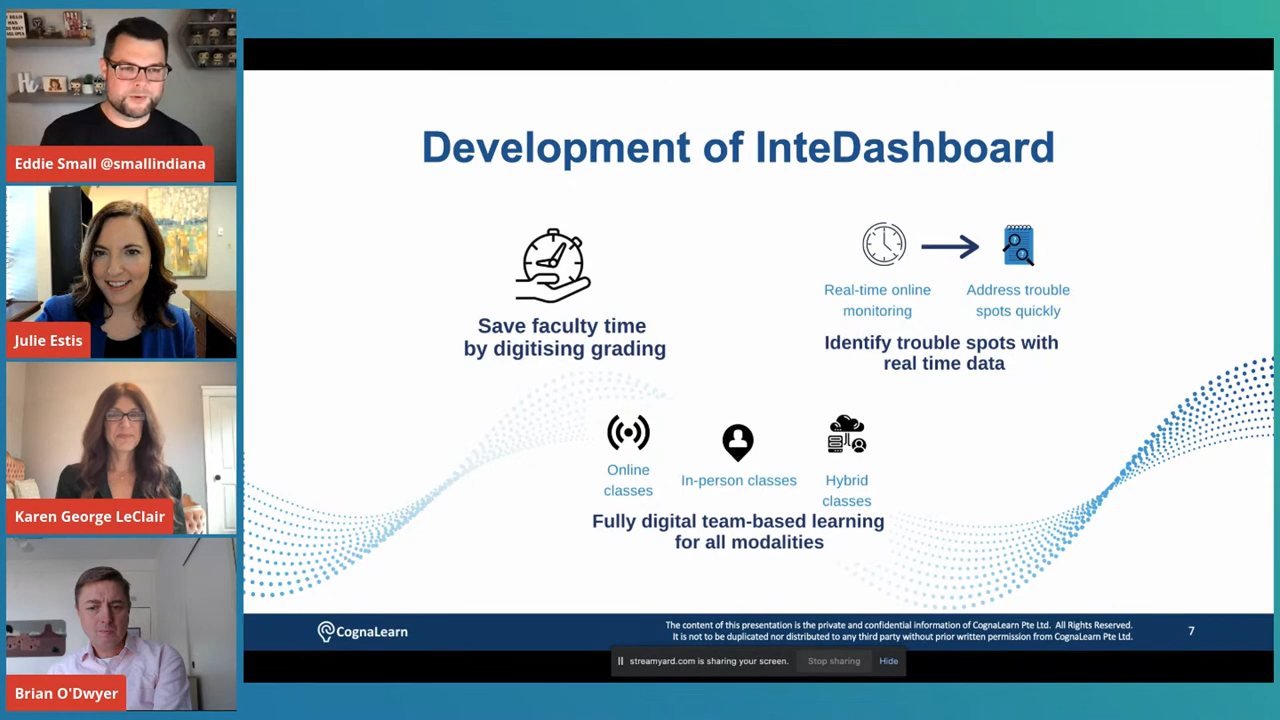 Eddie Small @smallindiana
Julie Estis
Karen George LeClair
Brian O'Dwyer
Development of InteDashboard
Save faculty time
by digitising grading
Real-time online
monitoring
Address trouble
spots quickly
Identify trouble spots with
real time data
Online
classes
In-person classes
Hybrid
classes
Fully digital team-based learning
for all modalities
CognaLearn
The content of this presentation is the private and confidential information of CognaLearn Pte Ltd. All Rights Reserved.
It is not to be duplicated nor distributed to any third party without prior written permission from CognaLearn Pte Ltd.
7
streamyard.com is sharing your screen.
Stop sharing
Hide